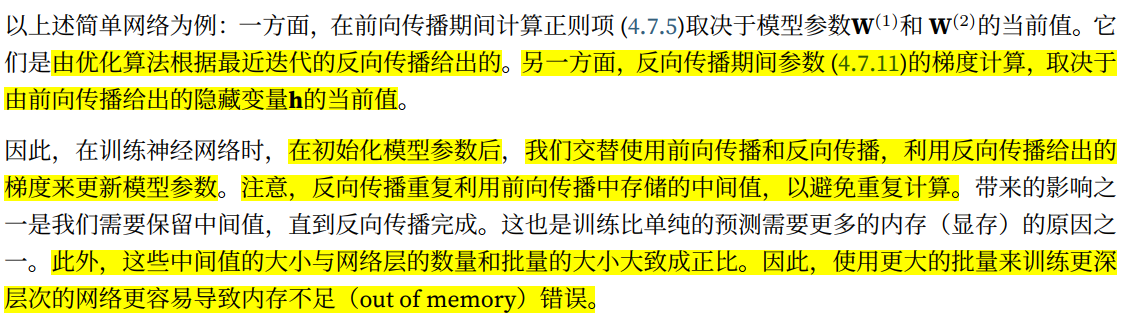 以上述简单网络为例：一方面，在前向传播期间计算正则项 (4.7.5)取决于模型参数W⁽¹⁾和 W⁽²⁾的当前值。它
们是由优化算法根据最近迭代的反向传播给出的。另一方面，反向传播期间参数 (4.7.11)的梯度计算，取决于
由前向传播给出的隐藏变量h的当前值。
因此，在训练神经网络时，在初始化模型参数后，我们交替使用前向传播和反向传播，利用反向传播给出的
梯度来更新模型参数。注意，反向传播重复利用前向传播中存储的中间值，以避免重复计算。带来的影响之
一是我们需要保留中间值，直到反向传播完成。这也是训练比单纯的预测需要更多的内存（显存）的原因之
一。此外，这些中间值的大小与网络层的数量和批量的大小大致成正比。因此，使用更大的批量来训练更深
层次的网络更容易导致内存不足（out of memory）错误。